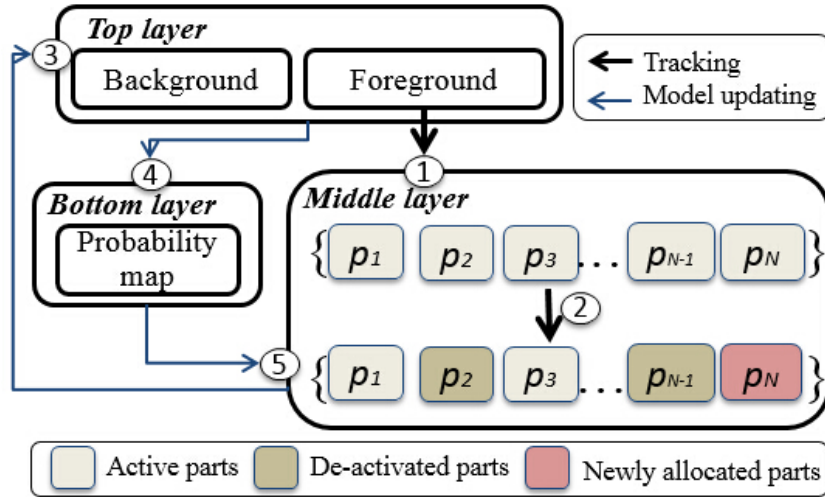 Top layer
3
Background
Foreground
Tracking
Model updating
4
1
Bottom layer
Probability
map
Middle layer
{ p1 p2 p3 ... pN-1 pN }
2
5
{ p1 p2 p3 ... pN-1 pN }
Active parts
De-activated parts
Newly allocated parts